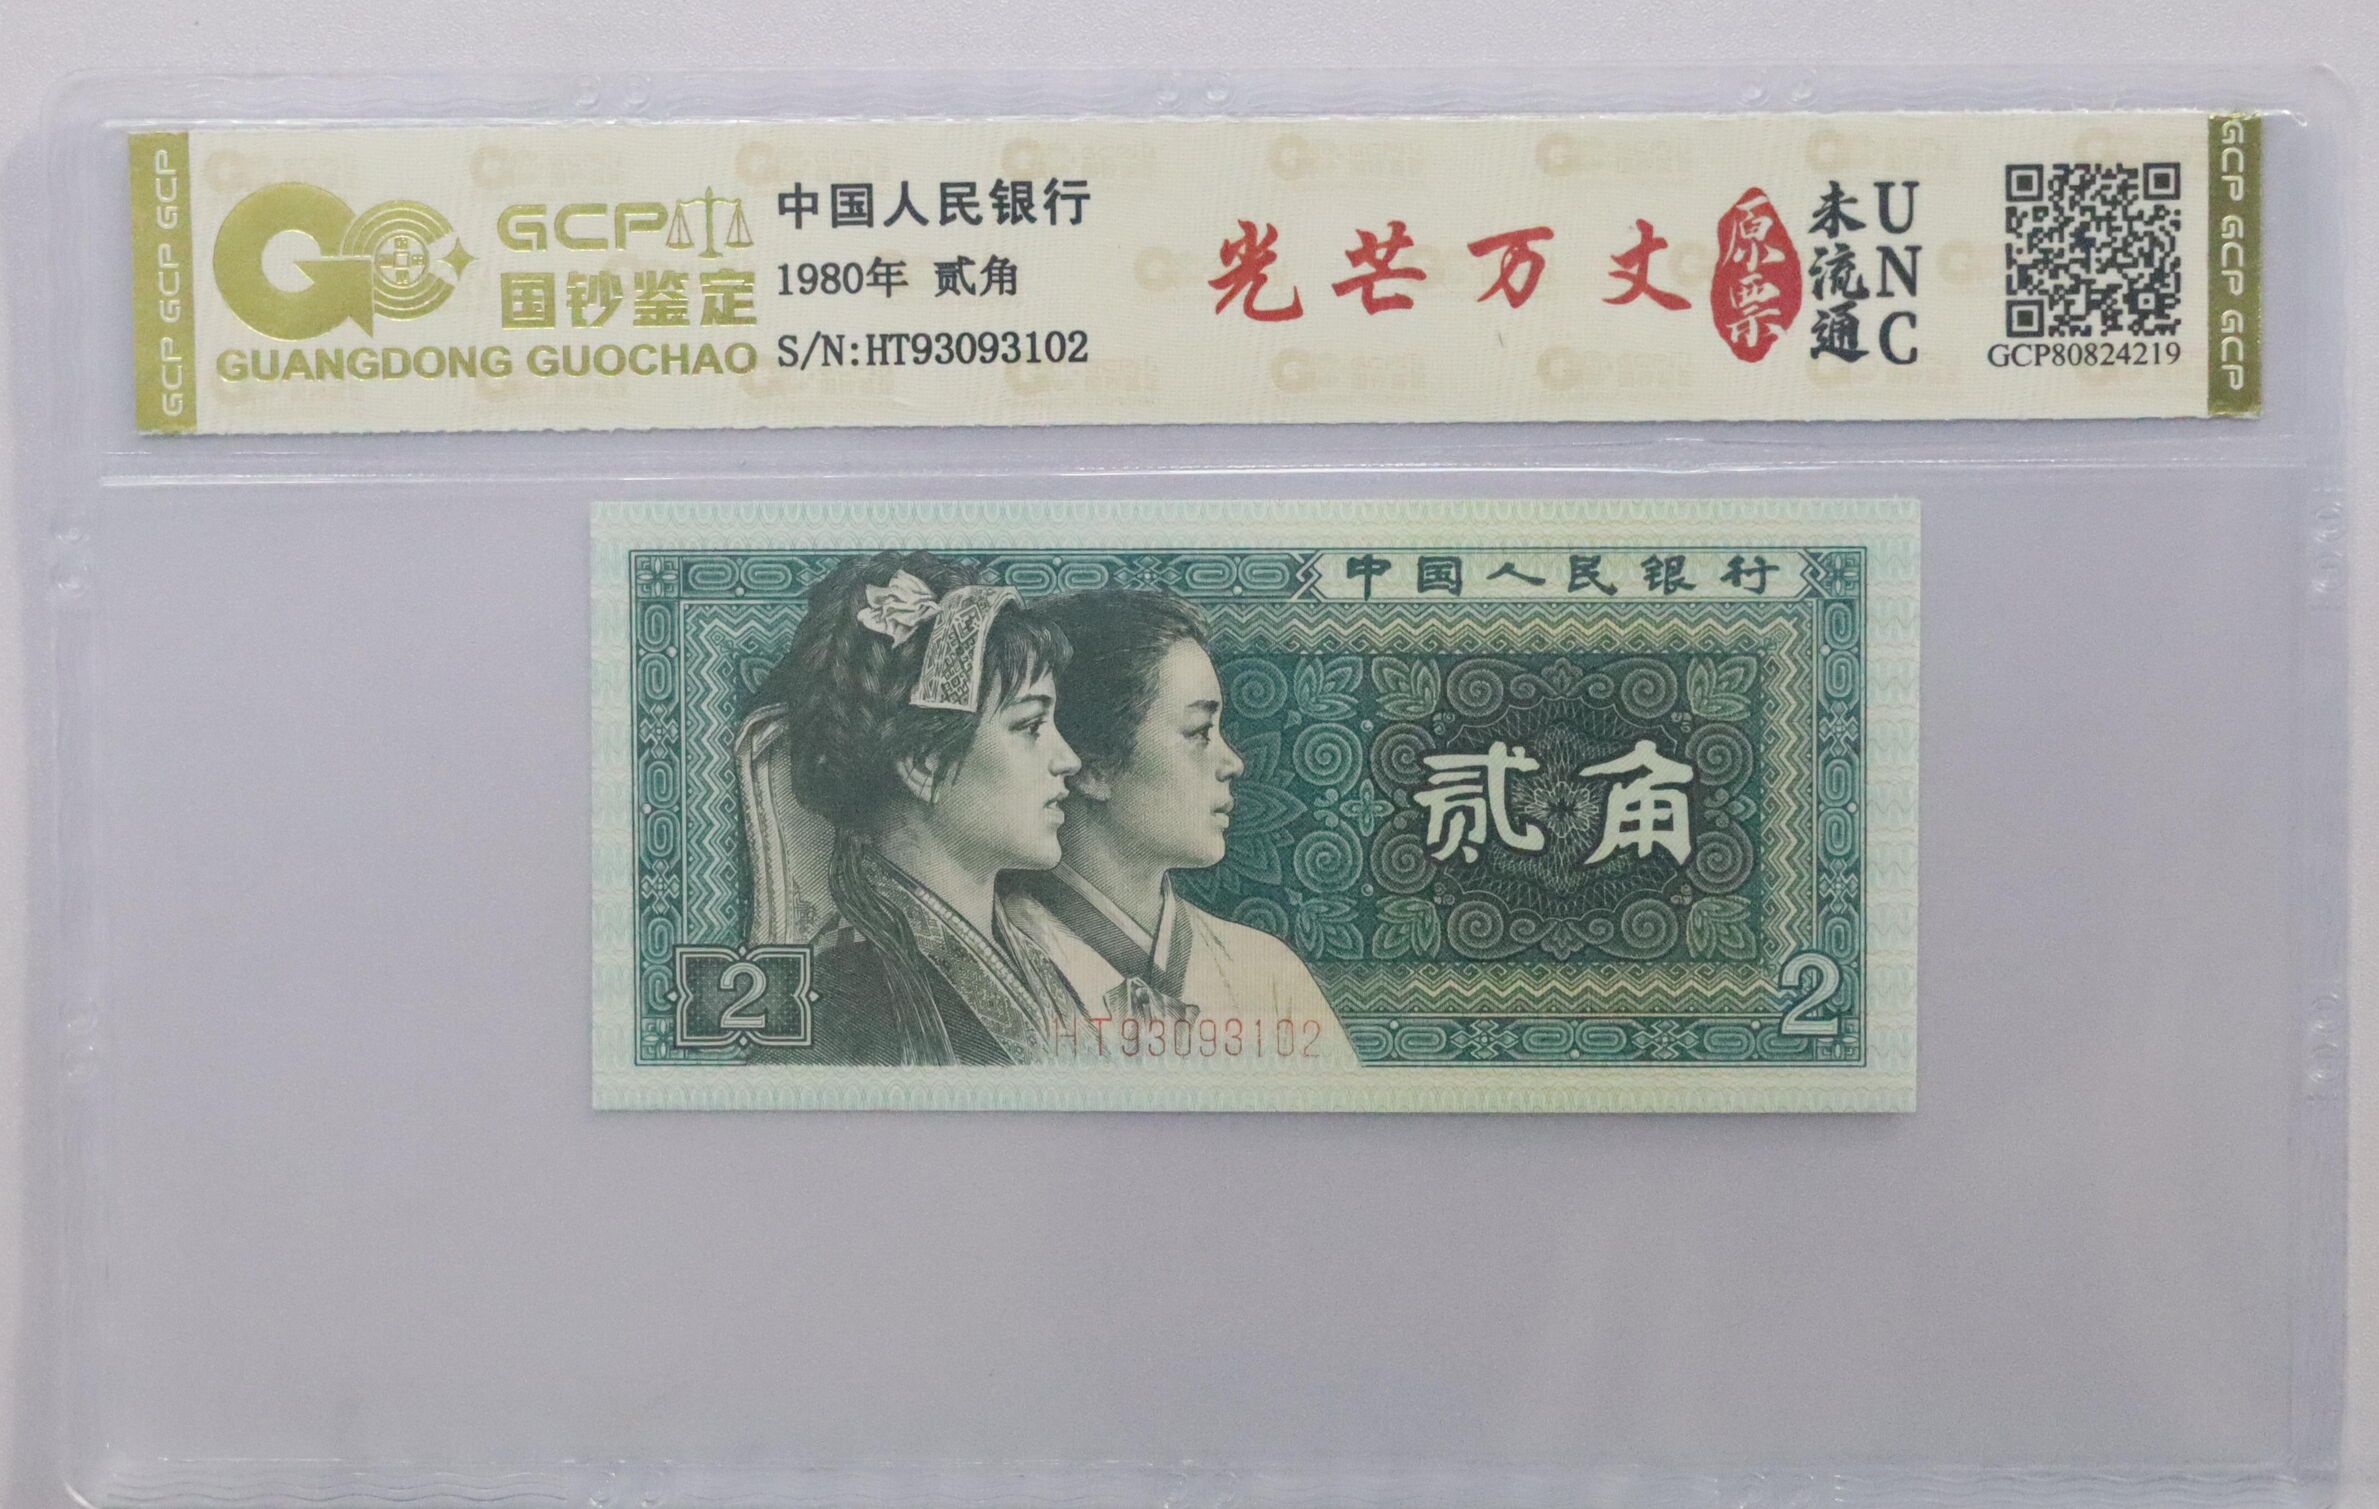 GCP GCP GCP
GCP
国钞鉴定
GUANGDONG GUOCHAO
中国人民银行
1980年 贰角
S/N:HT93093102
光芒万丈
原票
未流通
UNC
GCP80824219
GCP GCP GCP
中国人民银行
贰角
2
2
HT93093102